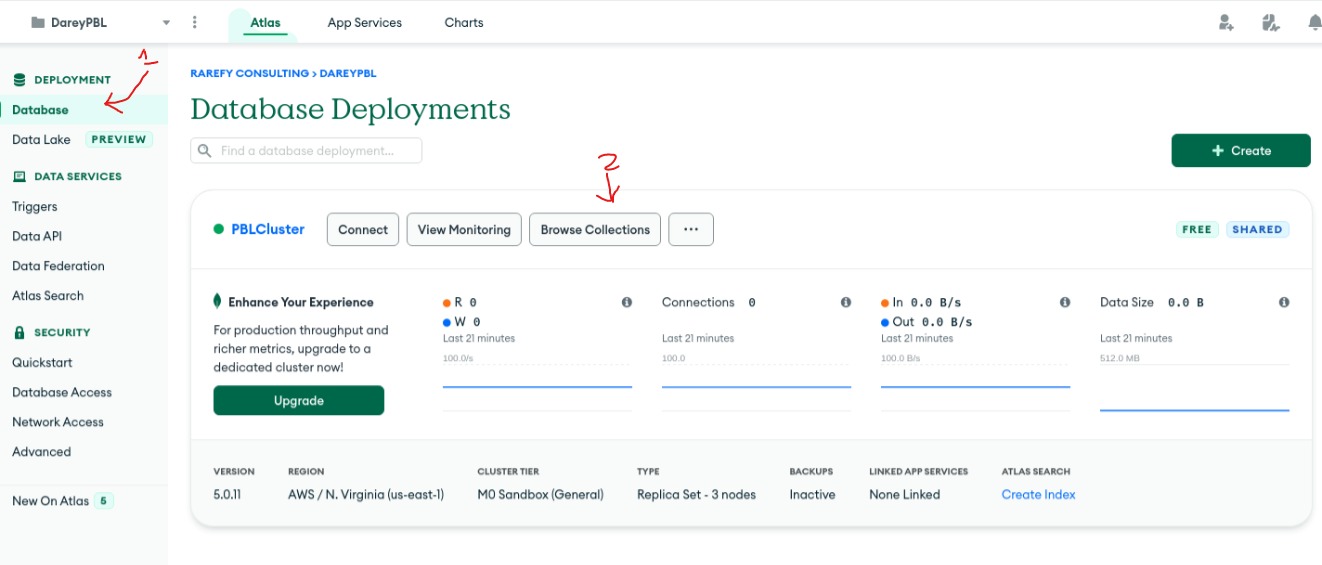 DareyPBL
Atlas
App Services
Charts
1
DEPLOYMENT
Database
Data Lake PREVIEW
DATA SERVICES
Triggers
Data API
Data Federation
Atlas Search
SECURITY
Quickstart
Database Access
Network Access
Advanced
New On Atlas 5
RAREFY CONSULTING > DAREYPBL
Database Deployments
Find a database deployment...
+ Create
2
PBLCluster
Connect
View Monitoring
Browse Collections
...
FREE
SHARED
Enhance Your Experience
For production throughput and
richer metrics, upgrade to a
dedicated cluster now!
Upgrade
R 0
W 0
Last 21 minutes
100.0/s
Connections 0
Last 21 minutes
100.0
In 0.0 B/s
Out 0.0 B/s
Last 21 minutes
100.0 B/s
Data Size 0.0 B
Last 21 minutes
512.0 MB
VERSION
5.0.11
REGION
AWS / N. Virginia (us-east-1)
CLUSTER TIER
M0 Sandbox (General)
TYPE
Replica Set - 3 nodes
BACKUPS
Inactive
LINKED APP SERVICES
None Linked
ATLAS SEARCH
Create Index